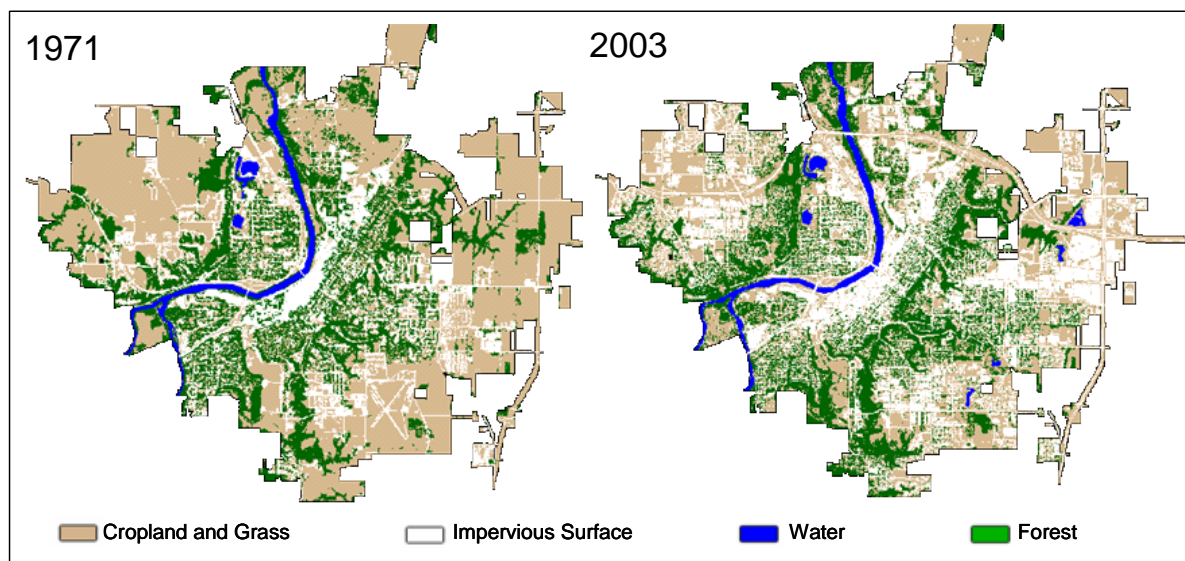 1971
2003
Cropland and Grass
Impervious Surface
Water
Forest